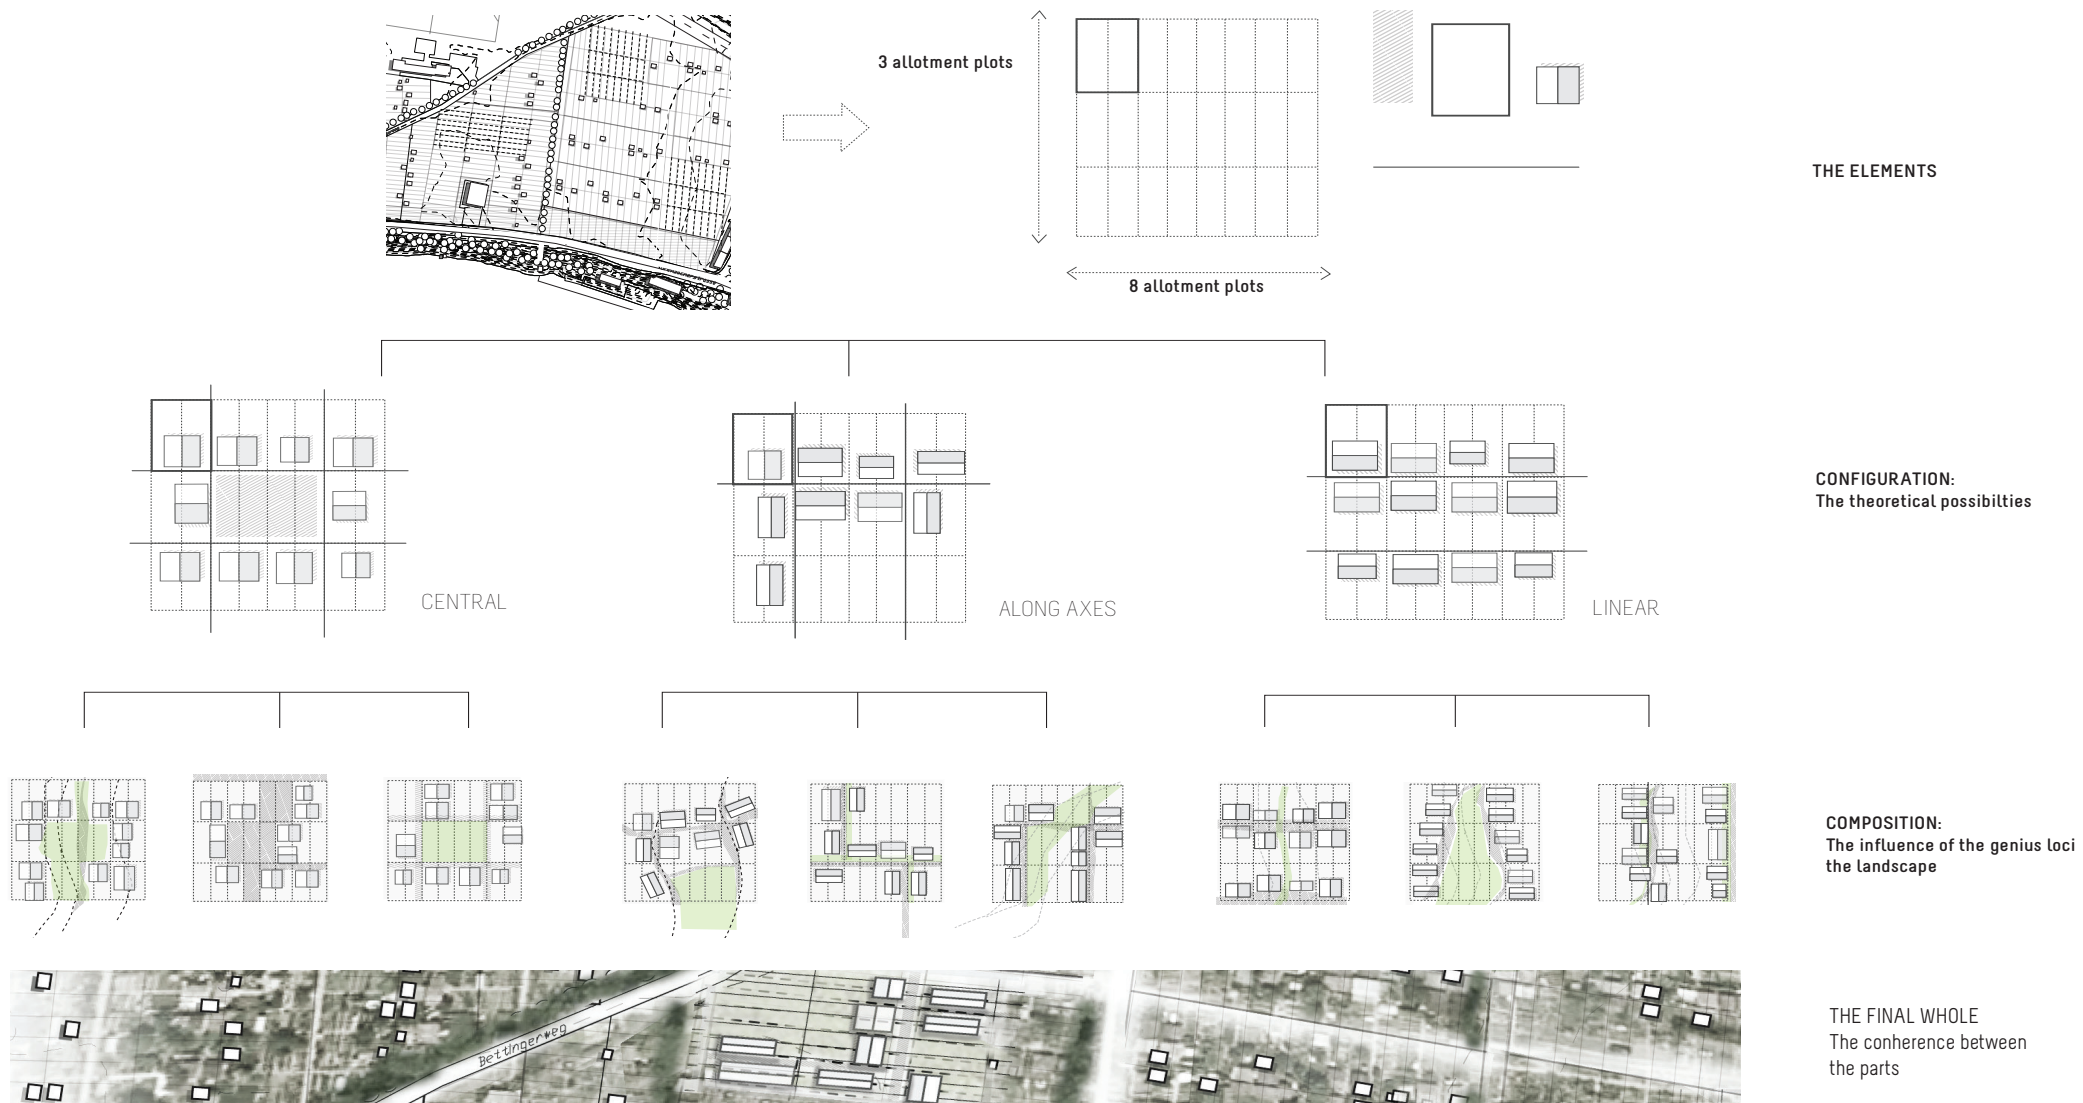 3 allotment plots
8 allotment plots
THE ELEMENTS
CENTRAL
ALONG AXES
LINEAR
CONFIGURATION:
The theoretical possibilties
COMPOSITION:
The influence of the genius loci
the landscape
Bettingerweg
THE FINAL WHOLE
The conherence between
the parts